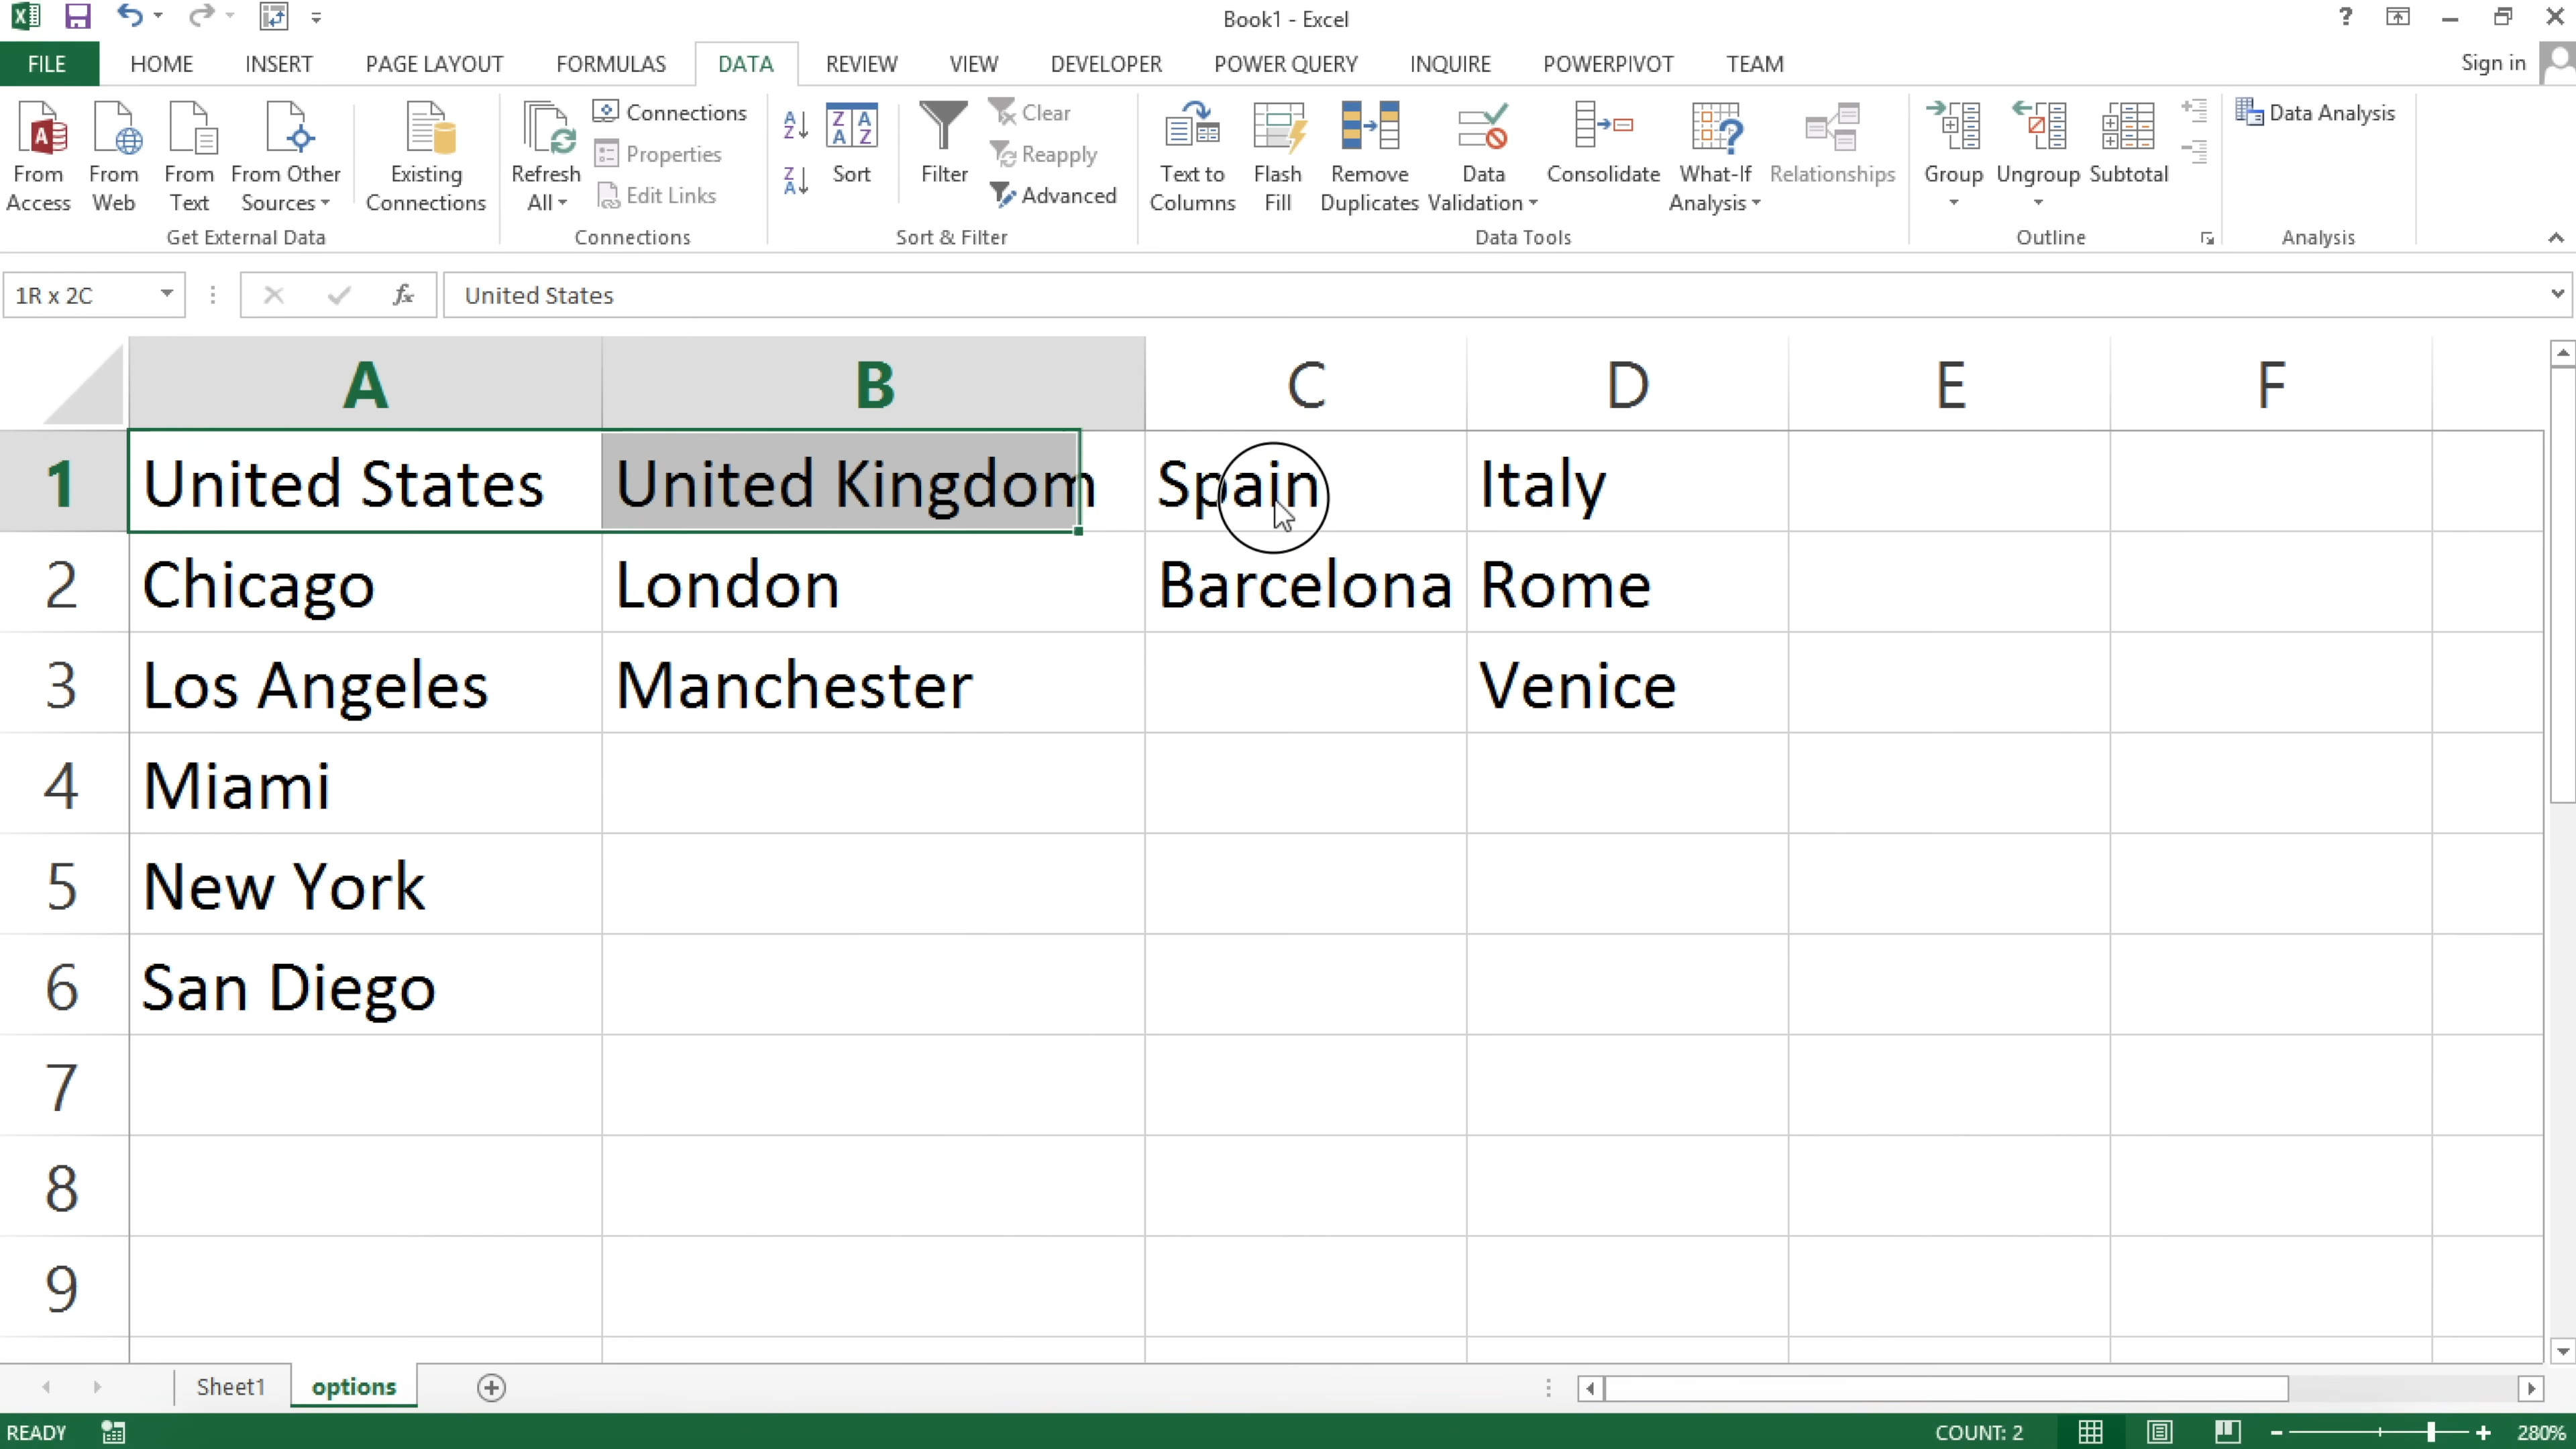 Book1 - Excel
?
FILE HOME INSERT PAGE LAYOUT FORMULAS DATA REVIEW VIEW DEVELOPER POWER QUERY INQUIRE POWERPIVOT TEAM Sign in
From Access
From Web
From Text
From Other Sources
Existing Connections
Get External Data
Refresh All
Connections
Properties
Edit Links
Connections
Sort
Filter
Clear
Reapply
Advanced
Sort & Filter
Text to Columns
Flash Fill
Remove Duplicates
Data Validation
Consolidate
What-If Analysis
Relationships
Data Tools
Group
Ungroup
Subtotal
Outline
Data Analysis
Analysis
1R x 2C fx United States
A B C D E F
1 United States United Kingdom Spain Italy
2 Chicago London Barcelona Rome
3 Los Angeles Manchester Venice
4 Miami
5 New York
6 San Diego
7
8
9
Sheet1 options
READY COUNT: 2 280%